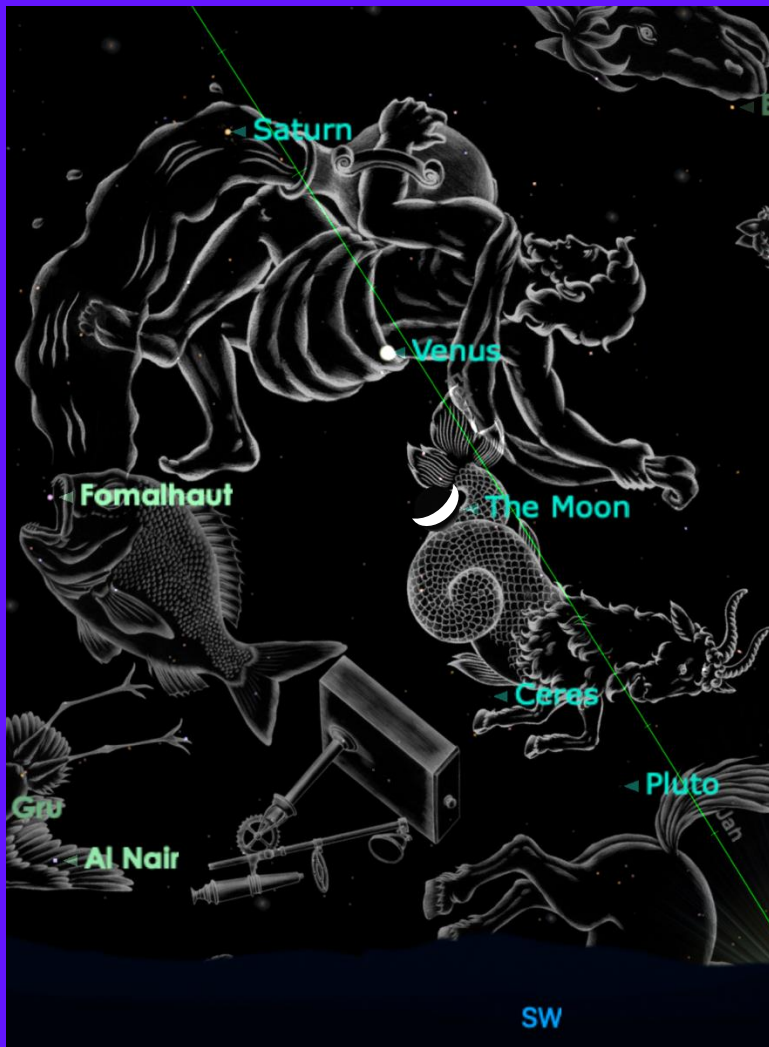 Saturn
Venus
Fomalhaut
The Moon
Ceres
Pluto
Jan
Gru
Al Nair
SW